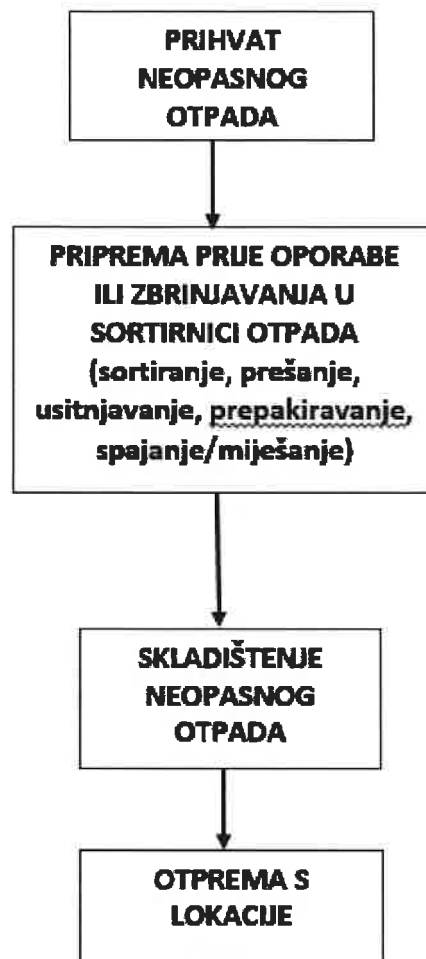 PRIHVAT
NEOPASNOG
OTPADA
PRIPREMA PRIJE OPORABE
ILI ZBRINJAVANJA U
SORTIRNICI OTPADA
(sortiranje, prešanje,
usitnjavanje, prepakiravanje,
spajanje/miješanje)
SKLADIŠTENJE
NEOPASNOG
OTPADA
OTPREMA S
LOKACIJE